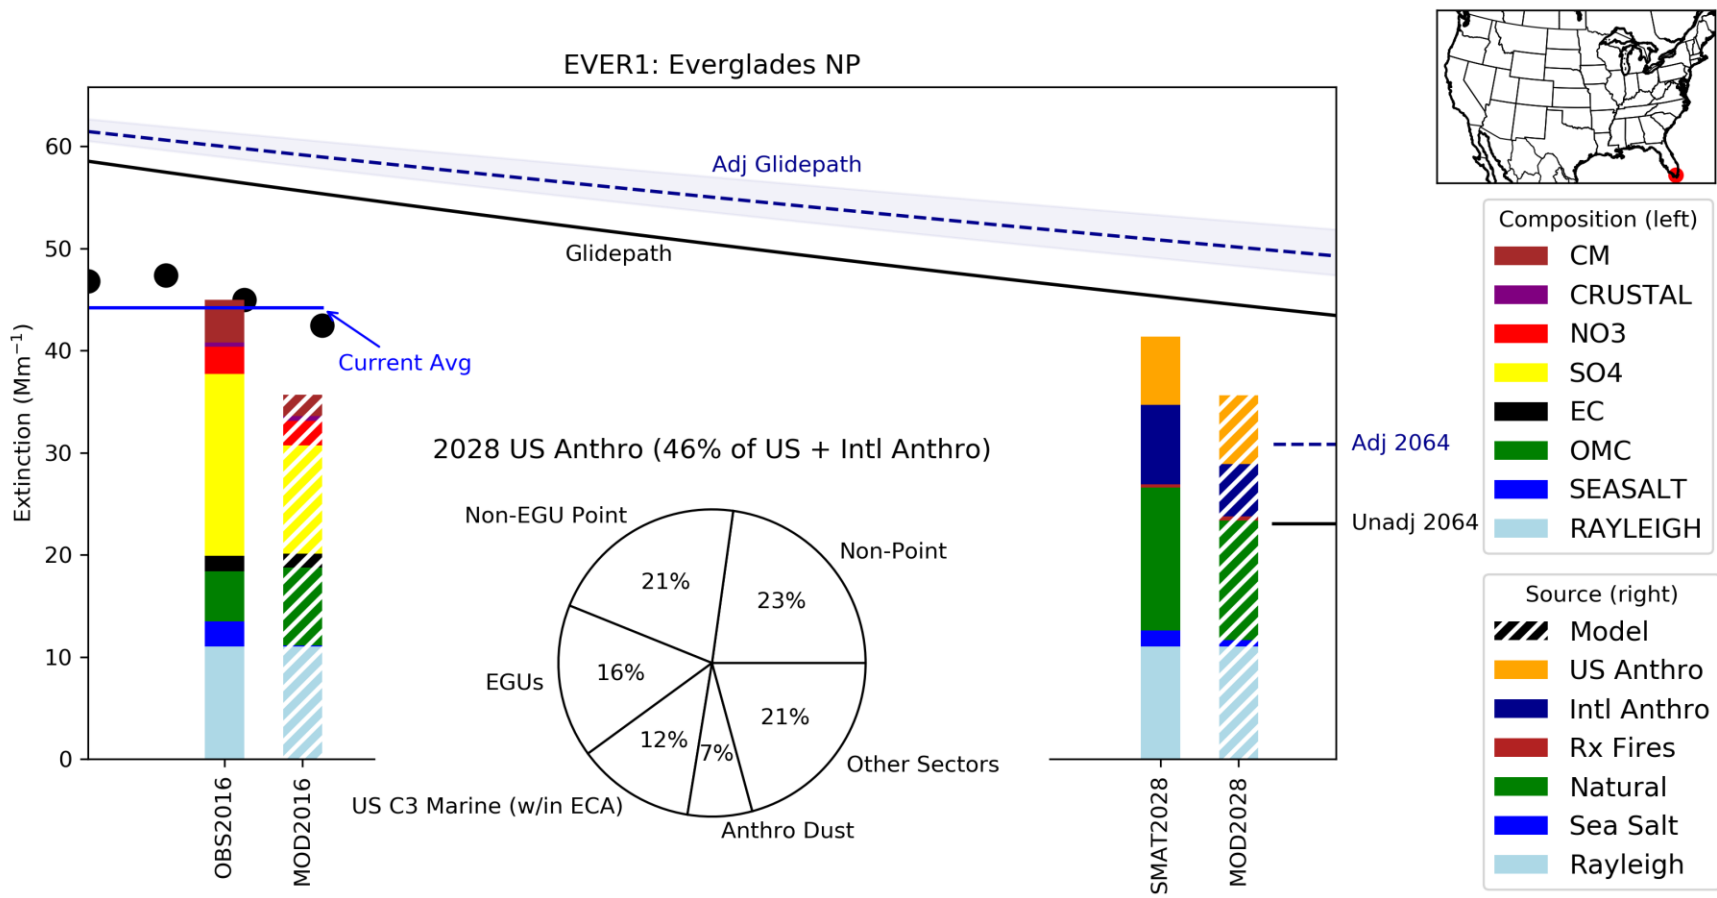 EVER1: Everglades NP
Extinction (Mm⁻¹)
60
50
40
30
20
10
0
Adj Glidepath
Glidepath
Current Avg
2028 US Anthro (46% of US + Intl Anthro)
Non-EGU Point
Non-Point
21%
23%
EGUs
16%
12%
7%
21%
Other Sectors
US C3 Marine (w/in ECA)
Anthro Dust
OBS2016
MOD2016
SMAT2028
MOD2028
Adj 2064
Unadj 2064
Composition (left)
CM
CRUSTAL
NO3
SO4
EC
OMC
SEASALT
RAYLEIGH
Source (right)
Model
US Anthro
Intl Anthro
Rx Fires
Natural
Sea Salt
Rayleigh